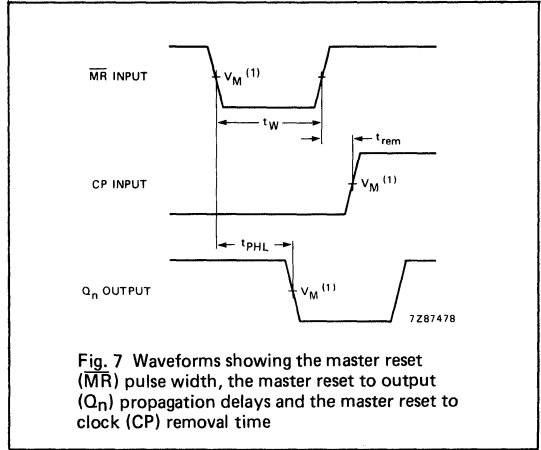 M̅R̅ INPUT
VM (1)
tW
trem
CP INPUT
VM (1)
tPHL
Qn OUTPUT
VM (1)
7Z87478
Fig. 7 Waveforms showing the master reset
(M̅R̅) pulse width, the master reset to output
(Qn) propagation delays and the master reset to
clock (CP) removal time